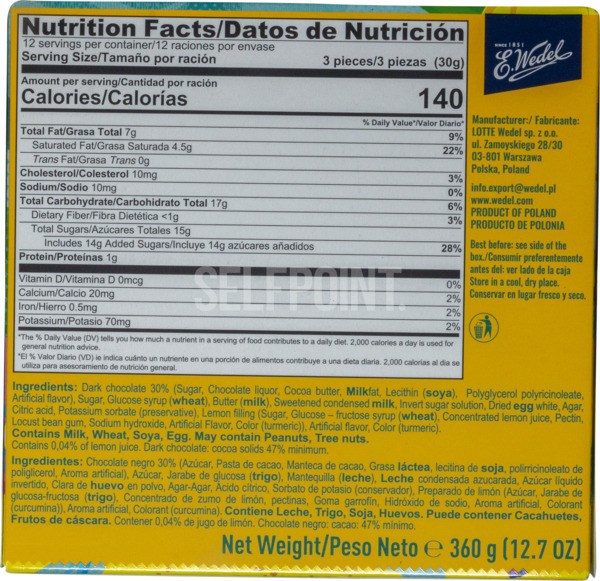 Nutrition Facts/Datos de Nutrición
12 servings per container/12 raciones por envase
Serving Size/Tamaño por ración 3 pieces/3 piezas (30g)
Amount per serving/Cantidad por ración
Calories/Calorías 140
% Daily Value*/Valor Diario*
Total Fat/Grasa Total 7g 9%
Saturated Fat/Grasa Saturada 4.5g 22%
Trans Fat/Grasa Trans 0g
Cholesterol/Colesterol 10mg 3%
Sodium/Sodio 10mg 0%
Total Carbohydrate/Carbohidrato Total 17g 6%
Dietary Fiber/Fibra Dietética <1g 3%
Total Sugars/Azúcares Totales 15g
Includes 14g Added Sugars/Incluye 14g azúcares añadidos 28%
Protein/Proteínas 1g
Vitamin D/Vitamina D 0mcg 0%
Calcium/Calcio 20mg 2%
Iron/Hierro 0.5mg 2%
Potassium/Potasio 70mg 2%
*The % Daily Value (DV) tells you how much a nutrient in a serving of food contributes to a daily diet. 2,000 calories a day is used for
general nutrition advice.
*El % Valor Diario (VD) le indica cuánto un nutriente en una porción de alimentos contribuye a una dieta diaria. 2,000 calorias al dia se
utiliza para asesoramiento de nutrición general.
SINCE 1851
E.Wedel
Manufacturer:/ Fabricante:
LOTTE Wedel sp. z o.o.
ul. Zamoyskiego 28/30
03-801 Warszawa
Polska, Poland
info.export@wedel.pl
www.wedel.com
PRODUCT OF POLAND
PRODUCTO DE POLONIA
Best before: see side of the
box./Consumir preferentemente
antes del: ver lado de la caja
Store in a cool, dry place.
Conservar en lugar fresco y seco.
SELFPOINT.
Ingredients: Dark chocolate 30% (Sugar, Chocolate liquor, Cocoa butter, Milkfat, Lecithin (soya), Polyglycerol polyricinoleate,
Artificial flavor), Sugar, Glucose syrup (wheat), Butter (milk), Sweetened condensed milk, Invert sugar solution, Dried egg white, Agar,
Citric acid, Potassium sorbate (preservative), Lemon filling (Sugar, Glucose – fructose syrup (wheat), Concentrated lemon juice, Pectin,
Locust bean gum, Sodium hydroxide, Artificial Flavor, Color (turmeric)), Artificial flavor, Color (turmeric).
Contains Milk, Wheat, Soya, Egg. May contain Peanuts, Tree nuts.
Contains 0,04% of lemon juice. Dark chocolate: cocoa solids 47% minimum.
Ingredientes: Chocolate negro 30% (Azúcar, Pasta de cacao, Manteca de cacao, Grasa láctea, lecitina de soja, polirricinoleato de
poliglicerol, Aroma artificial), Azúcar, Jarabe de glucosa (trigo), Mantequilla (leche), Leche condensada azucarada, Azúcar líquido
invertido, Clara de huevo en polvo, Agar-Agar, Ácido cítrico, Sorbato de potasio (conservador), Preparado de limón (Azúcar, Jarabe de
glucosa-fructosa (trigo), Concentrado de zumo de limón, pectinas, Goma garrofín, Hidróxido de sodio, Aroma artificial, Colorant
(curcumina)), Aroma artificial, Colorant (curcumina). Contiene Leche, Trigo, Soja, Huevos. Puede contener Cacahuetes,
Frutos de cáscara. Contener 0,04% de jugo de limón. Chocolate negro: cacao: 47% mínimo.
Net Weight/Peso Neto ℮ 360 g (12.7 OZ)